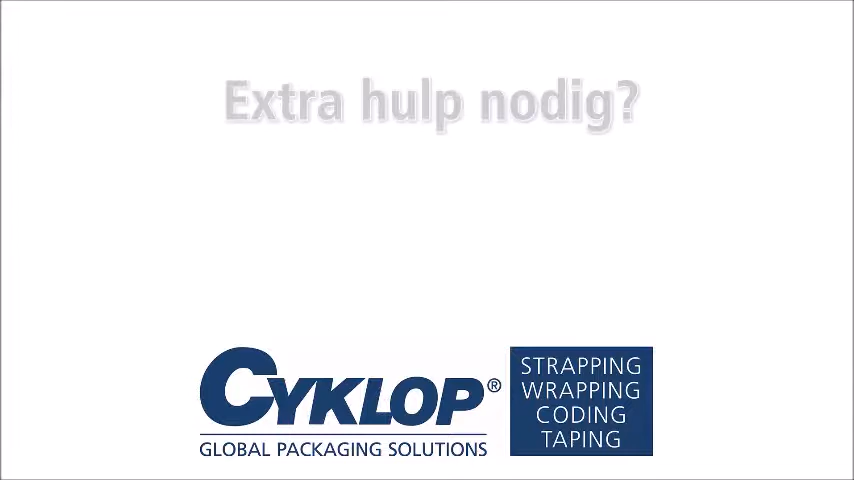 Extra hulp nodig?
CYKLOP®
GLOBAL PACKAGING SOLUTIONS
STRAPPING
WRAPPING
CODING
TAPING